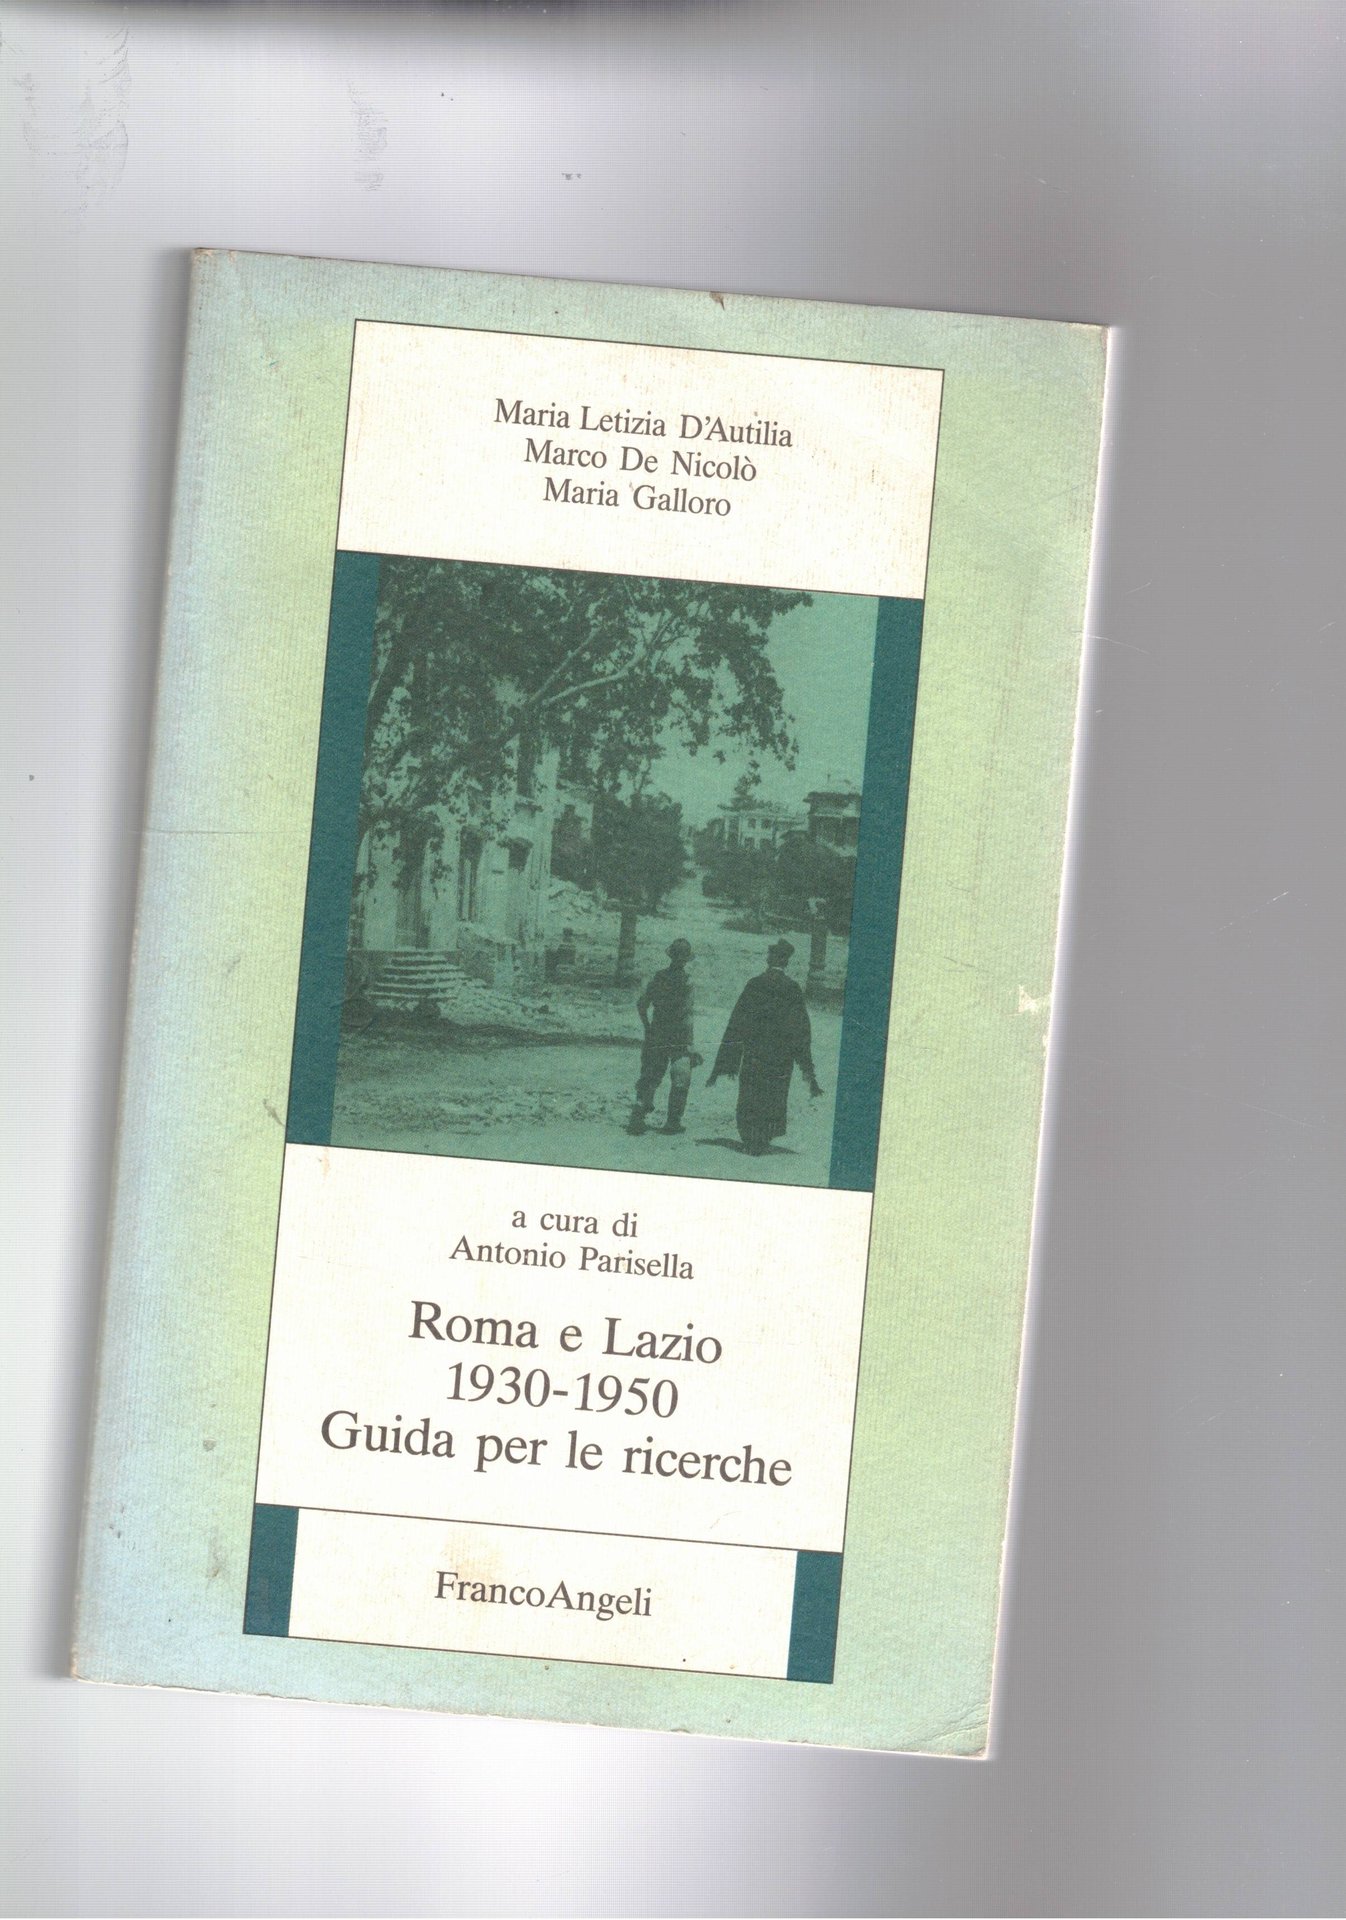 Maria Letizia D'Autilia
Marco De Nicolò
Maria Galloro
a cura di
Antonio Parisella
Roma e Lazio
1930-1950
Guida per le ricerche
FrancoAngeli